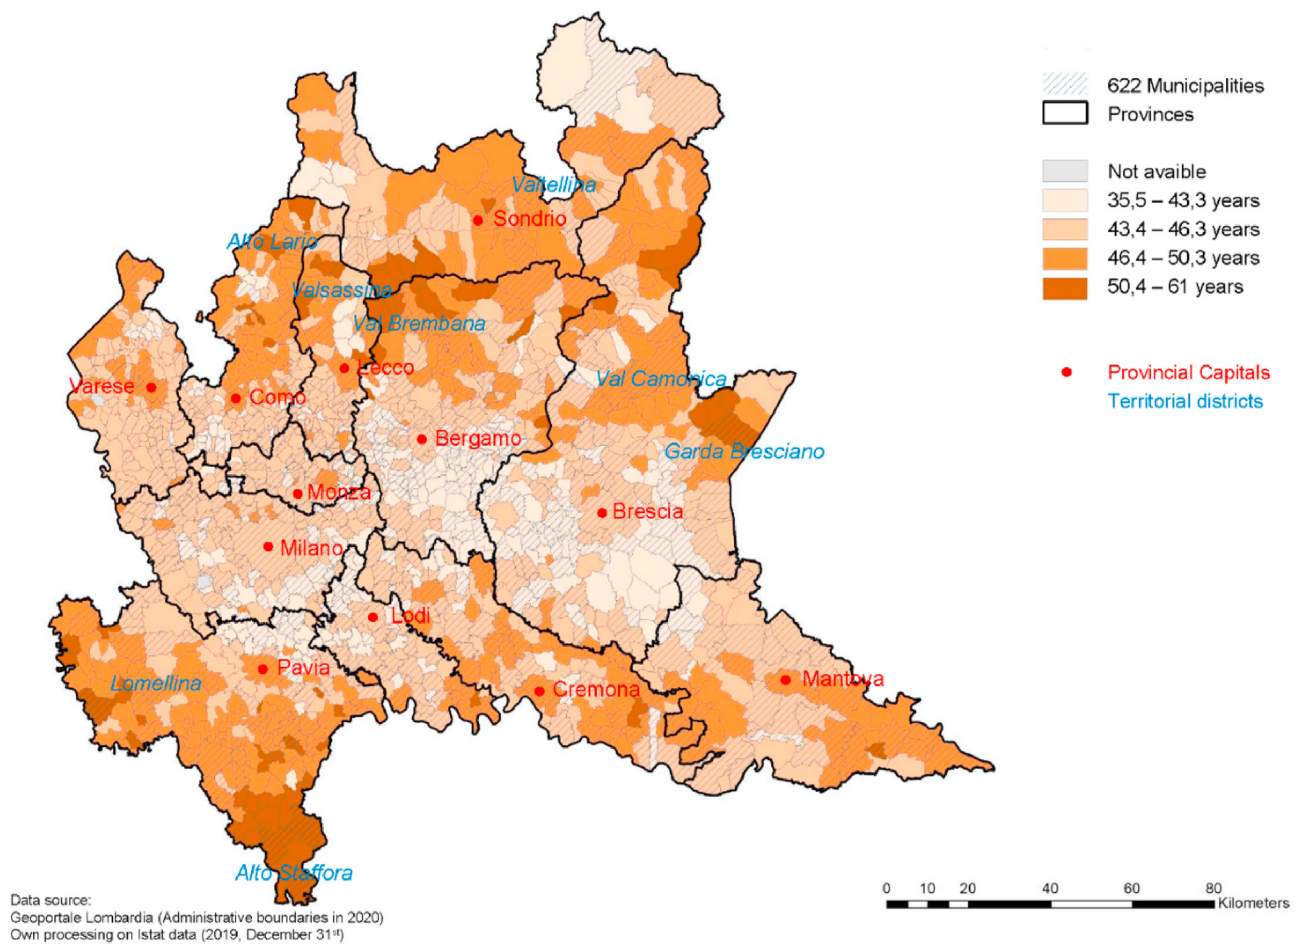 622 Municipalities
Provinces
Not avaible
35,5 – 43,3 years
43,4 – 46,3 years
46,4 – 50,3 years
50,4 – 61 years
Provincial Capitals
Territorial districts
Valtellina
Sondrio
Alto Lario
Valsassina
Val Brembana
Lecco
Varese
Como
Val Camonica
Bergamo
Garda Bresciano
Monza
Brescia
Milano
Lodi
Pavia
Lomellina
Cremona
Mantova
Alto Staffora
Data source:
Geoportale Lombardia (Administrative boundaries in 2020)
Own processing on Istat data (2019, December 31st)
0 10 20 40 60 80 Kilometers